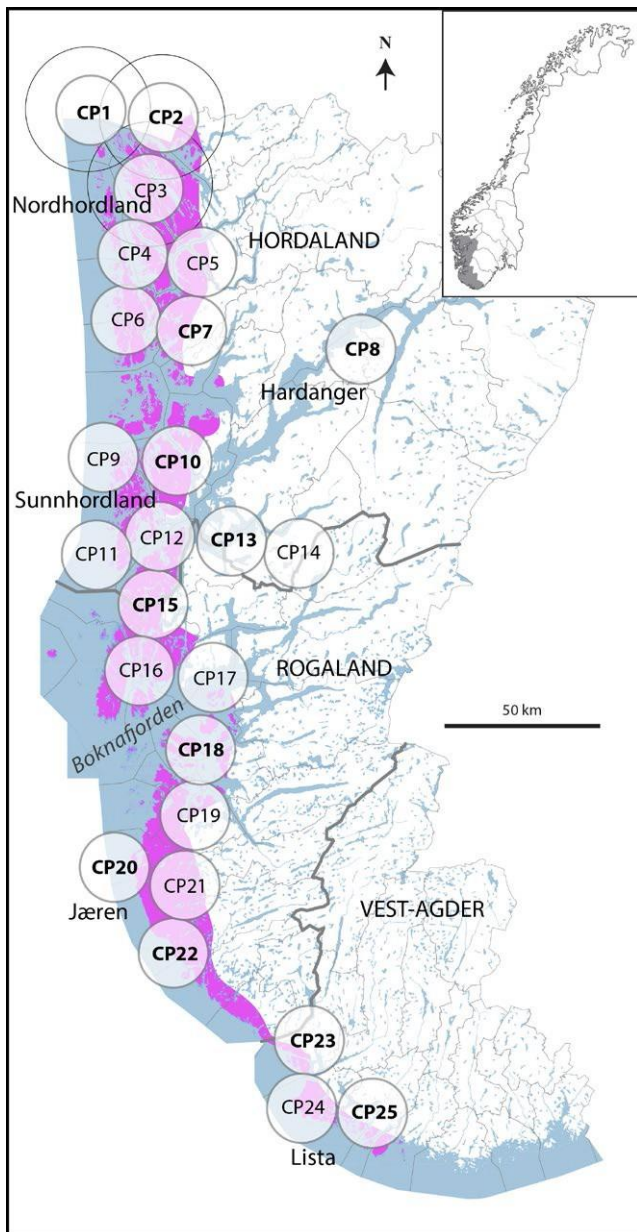 N
CP1
CP2
CP3
Nordhordland
HORDALAND
CP4
CP5
CP6
CP7
CP8
Hardanger
CP9
CP10
Sunnhordland
CP12
CP13
CP11
CP14
CP15
CP16
CP17
ROGALAND
50 km
Boknafjorden
CP18
CP19
CP20
CP21
Jæren
VEST-AGDER
CP22
CP23
CP24
CP25
Lista